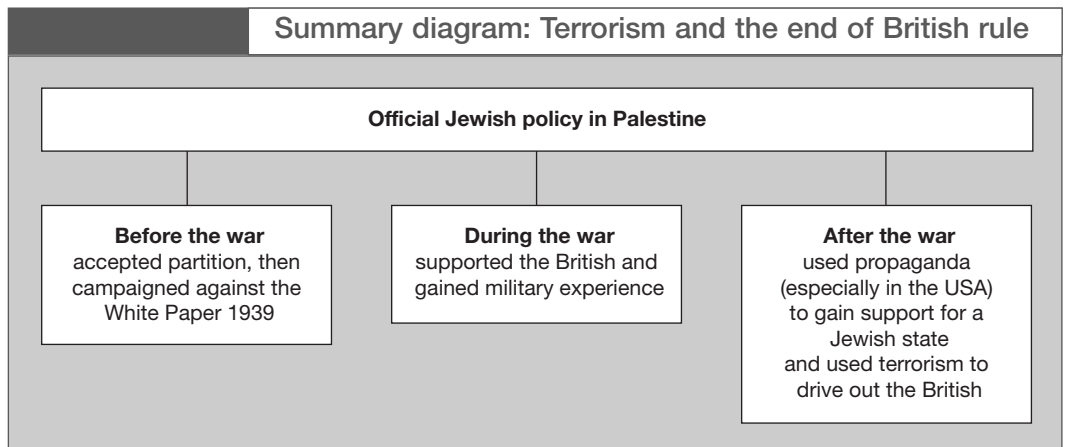 Summary diagram: Terrorism and the end of British rule
Official Jewish policy in Palestine
Before the war
accepted partition, then
campaigned against the
White Paper 1939
During the war
supported the British and
gained military experience
After the war
used propaganda
(especially in the USA)
to gain support for a
Jewish state
and used terrorism to
drive out the British